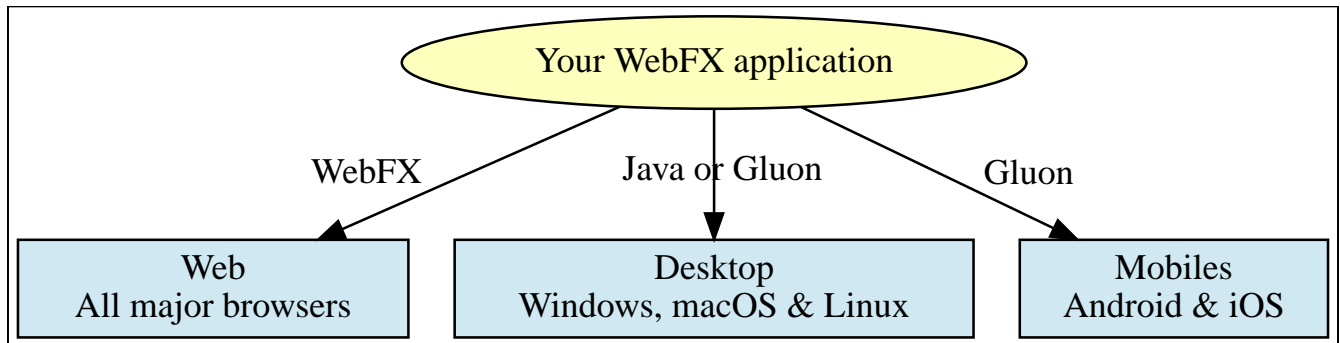 Your WebFX application
WebFX
Java or Gluon
Gluon
Web
All major browsers
Desktop
Windows, macOS & Linux
Mobiles
Android & iOS